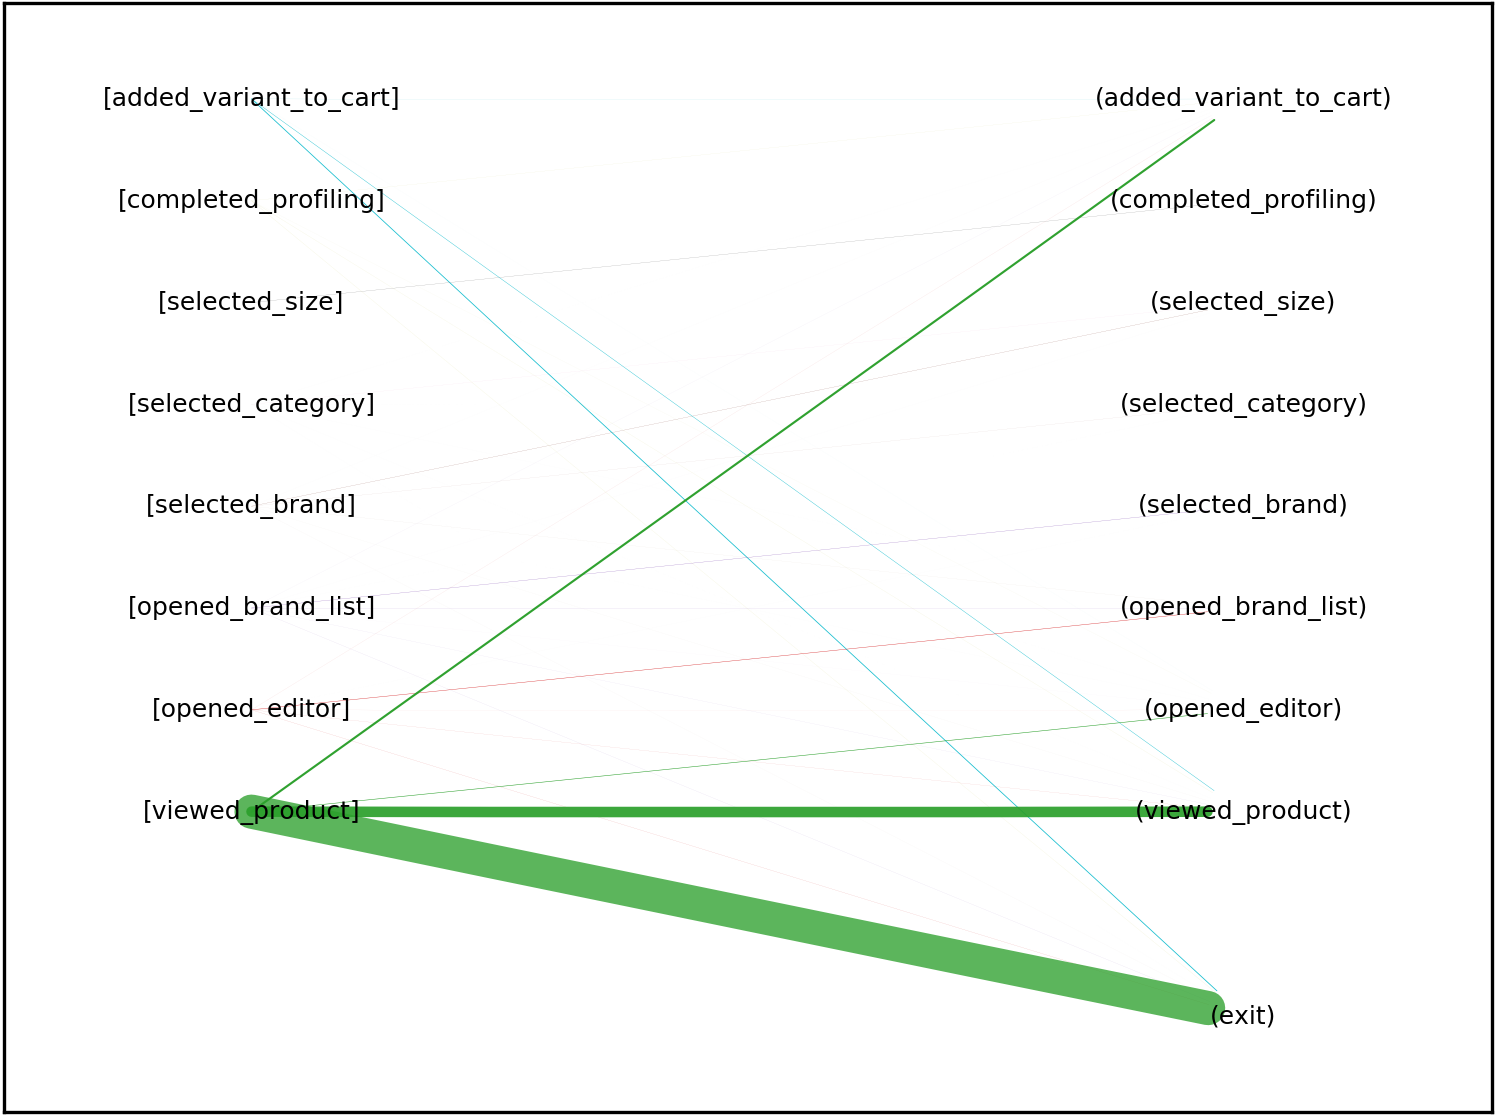 [added_variant_to_cart] (added_variant_to_cart)
[completed_profiling] (completed_profiling)
[selected_size] (selected_size)
[selected_category] (selected_category)
[selected_brand] (selected_brand)
[opened_brand_list] (opened_brand_list)
[opened_editor] (opened_editor)
[viewed_product] (viewed_product)
(exit)